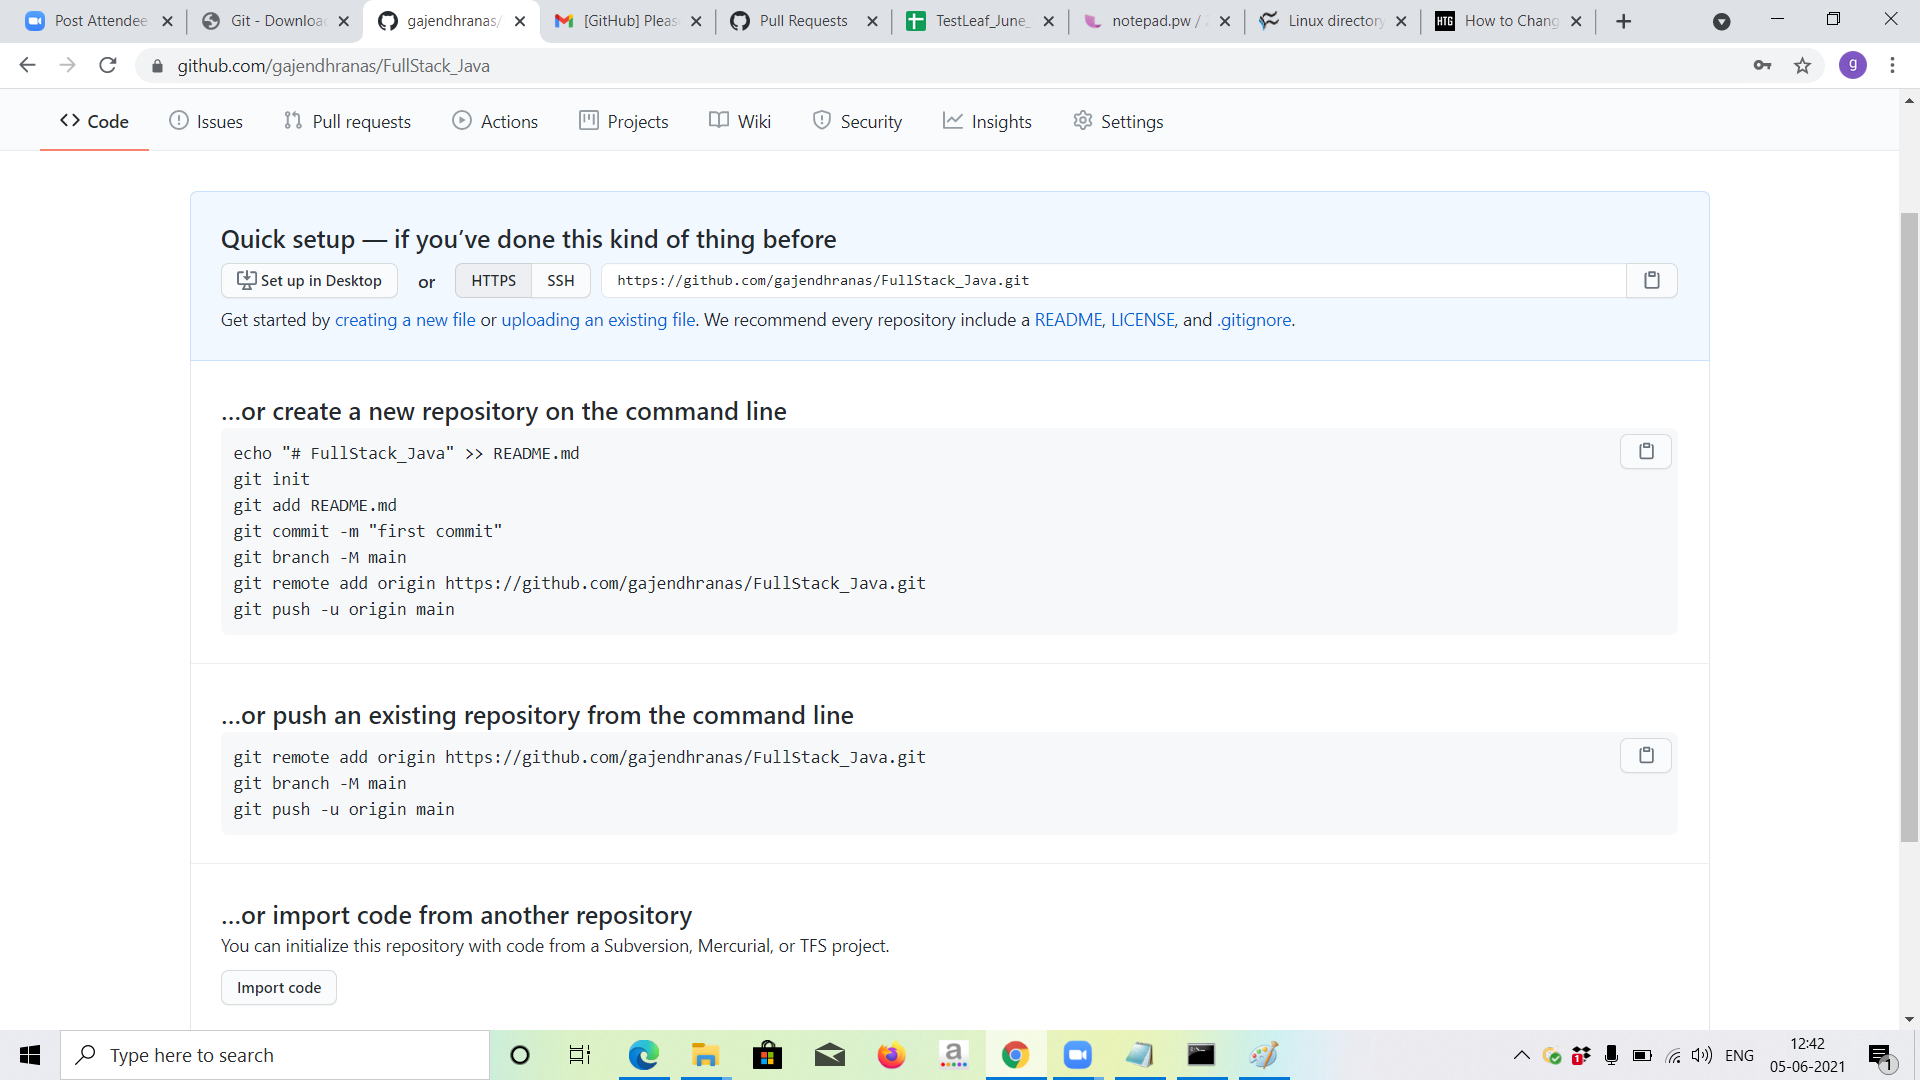 Post Attendee
Git - Downloa
gajendhranas/
[GitHub] Pleas
Pull Requests
TestLeaf_June_
notepad.pw /
Linux directory
HTG How to Chang
github.com/gajendhranas/FullStack_Java
g
Code Issues Pull requests Actions Projects Wiki Security Insights Settings
Quick setup — if you’ve done this kind of thing before
Set up in Desktop or HTTPS SSH https://github.com/gajendhranas/FullStack_Java.git
Get started by creating a new file or uploading an existing file. We recommend every repository include a README, LICENSE, and .gitignore.
…or create a new repository on the command line
echo "# FullStack_Java" >> README.md
git init
git add README.md
git commit -m "first commit"
git branch -M main
git remote add origin https://github.com/gajendhranas/FullStack_Java.git
git push -u origin main
…or push an existing repository from the command line
git remote add origin https://github.com/gajendhranas/FullStack_Java.git
git branch -M main
git push -u origin main
…or import code from another repository
You can initialize this repository with code from a Subversion, Mercurial, or TFS project.
Import code
Type here to search
a
1
ENG
12:42
05-06-2021
1